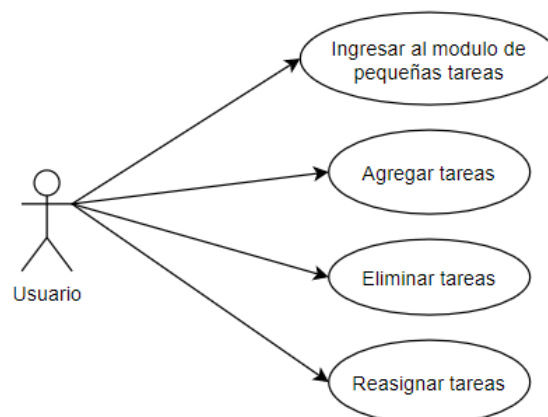 Ingresar al modulo de
pequeñas tareas
Agregar tareas
Usuario
Eliminar tareas
Reasignar tareas